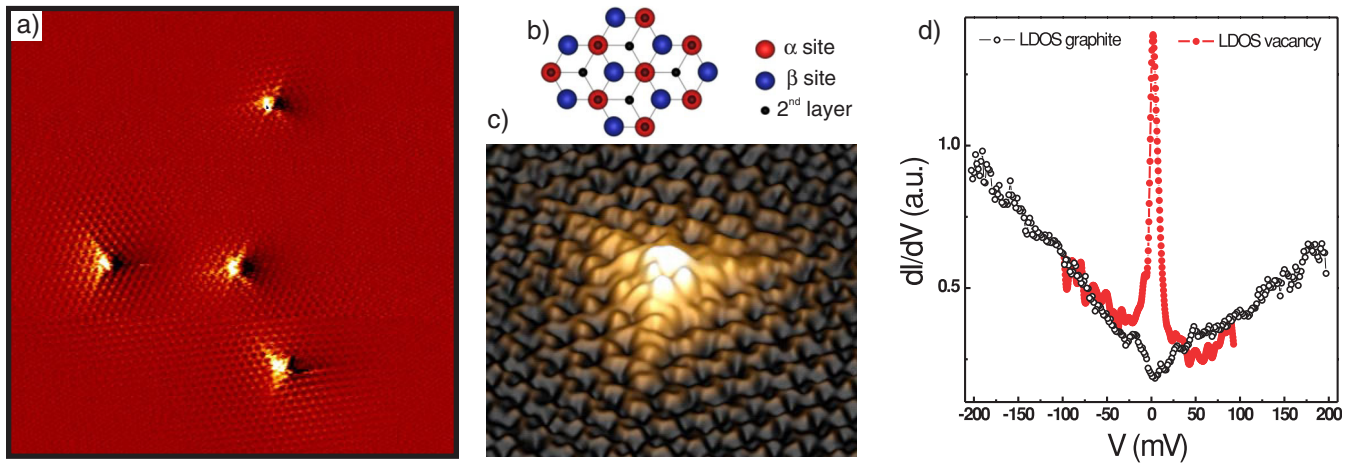 a)
b)
α site
β site
2nd layer
c)
d)
LDOS graphite
LDOS vacancy
dI/dV (a.u.)
1.0
0.5
-200 -150 -100 -50 0 50 100 150 200
V (mV)